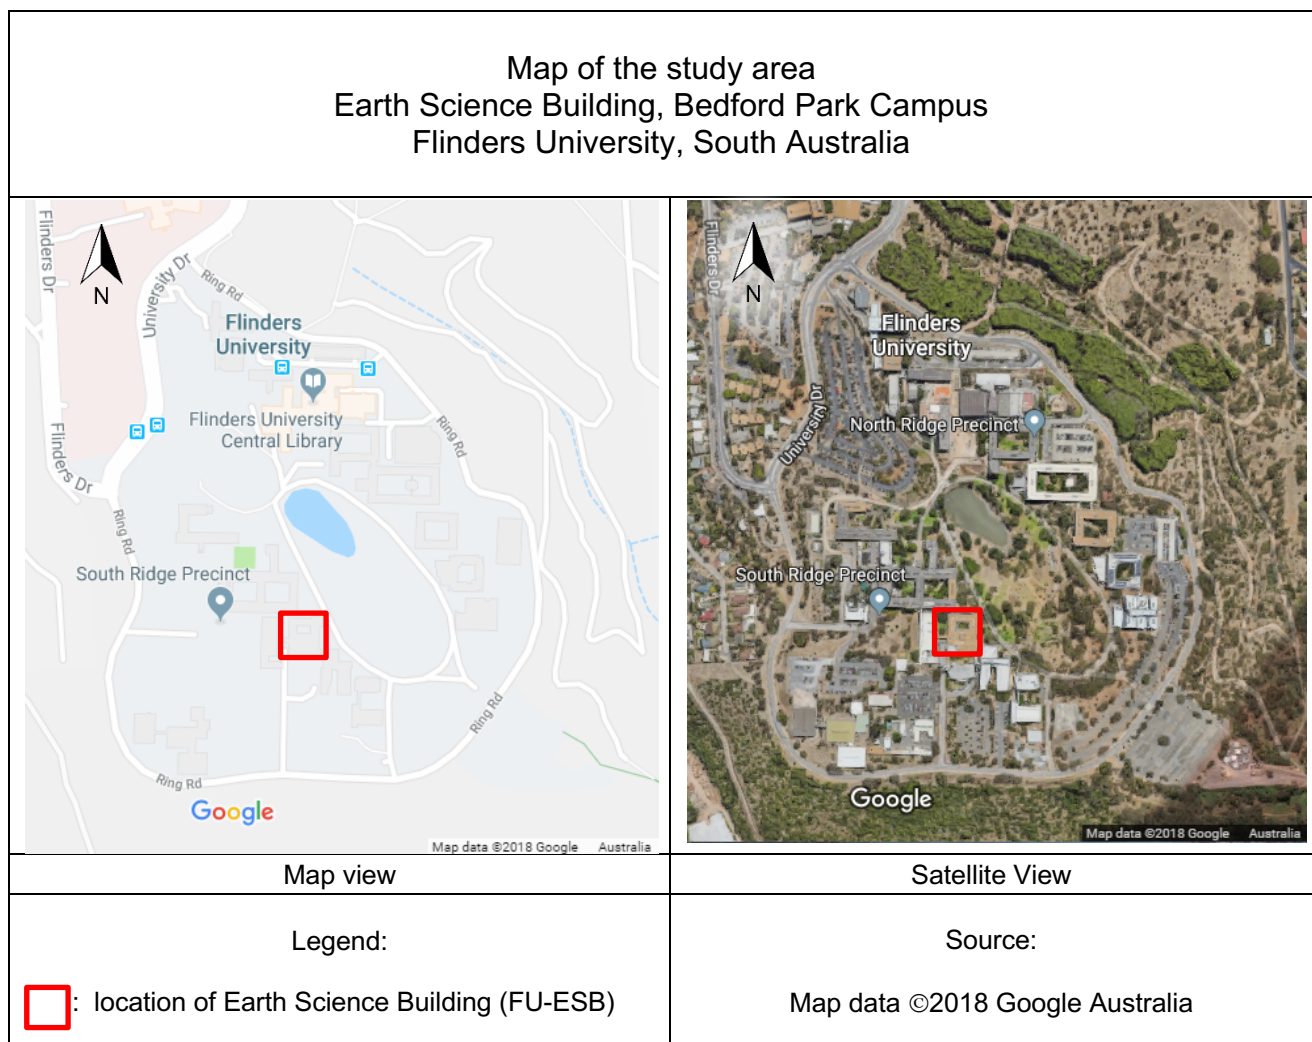 Map of the study area
Earth Science Building, Bedford Park Campus
Flinders University, South Australia
Flinders Dr
N
University Dr
Ring Rd
Flinders
University
Flinders University
Central Library
Ring Rd
Flinders Dr
Ring Rd
South Ridge Precinct
Ring Rd
Ring Rd
Google
Map data ©2018 Google Australia
Flinders Dr
N
Flinders
University
University Dr
North Ridge Precinct
South Ridge Precinct
Google
Map data ©2018 Google Australia
Map view
Satellite View
Legend:
: location of Earth Science Building (FU-ESB)
Source:
Map data ©2018 Google Australia